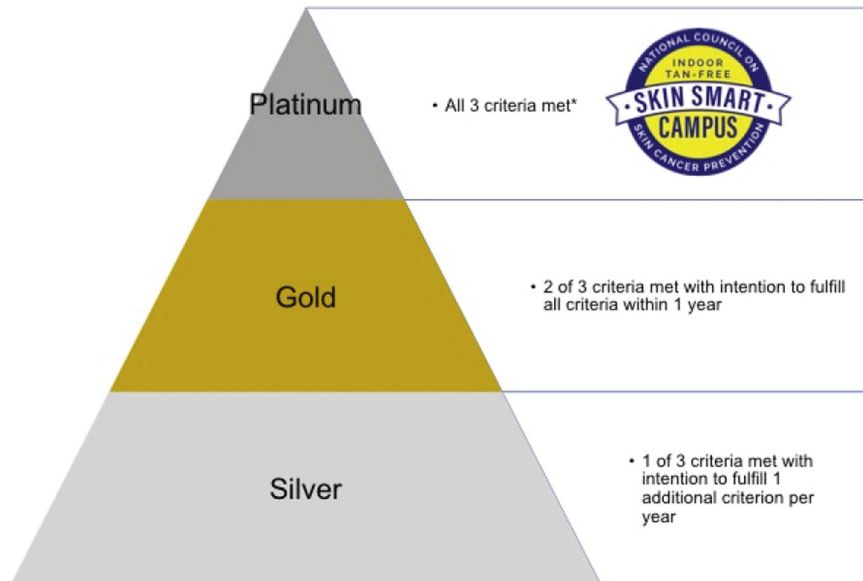 Platinum
• All 3 criteria met*
NATIONAL COUNCIL ON
INDOOR
TAN-FREE
• SKIN SMART •
CAMPUS
SKIN CANCER PREVENTION
Gold
• 2 of 3 criteria met with intention to fulfill
all criteria within 1 year
Silver
• 1 of 3 criteria met with
intention to fulfill 1
additional criterion per
year